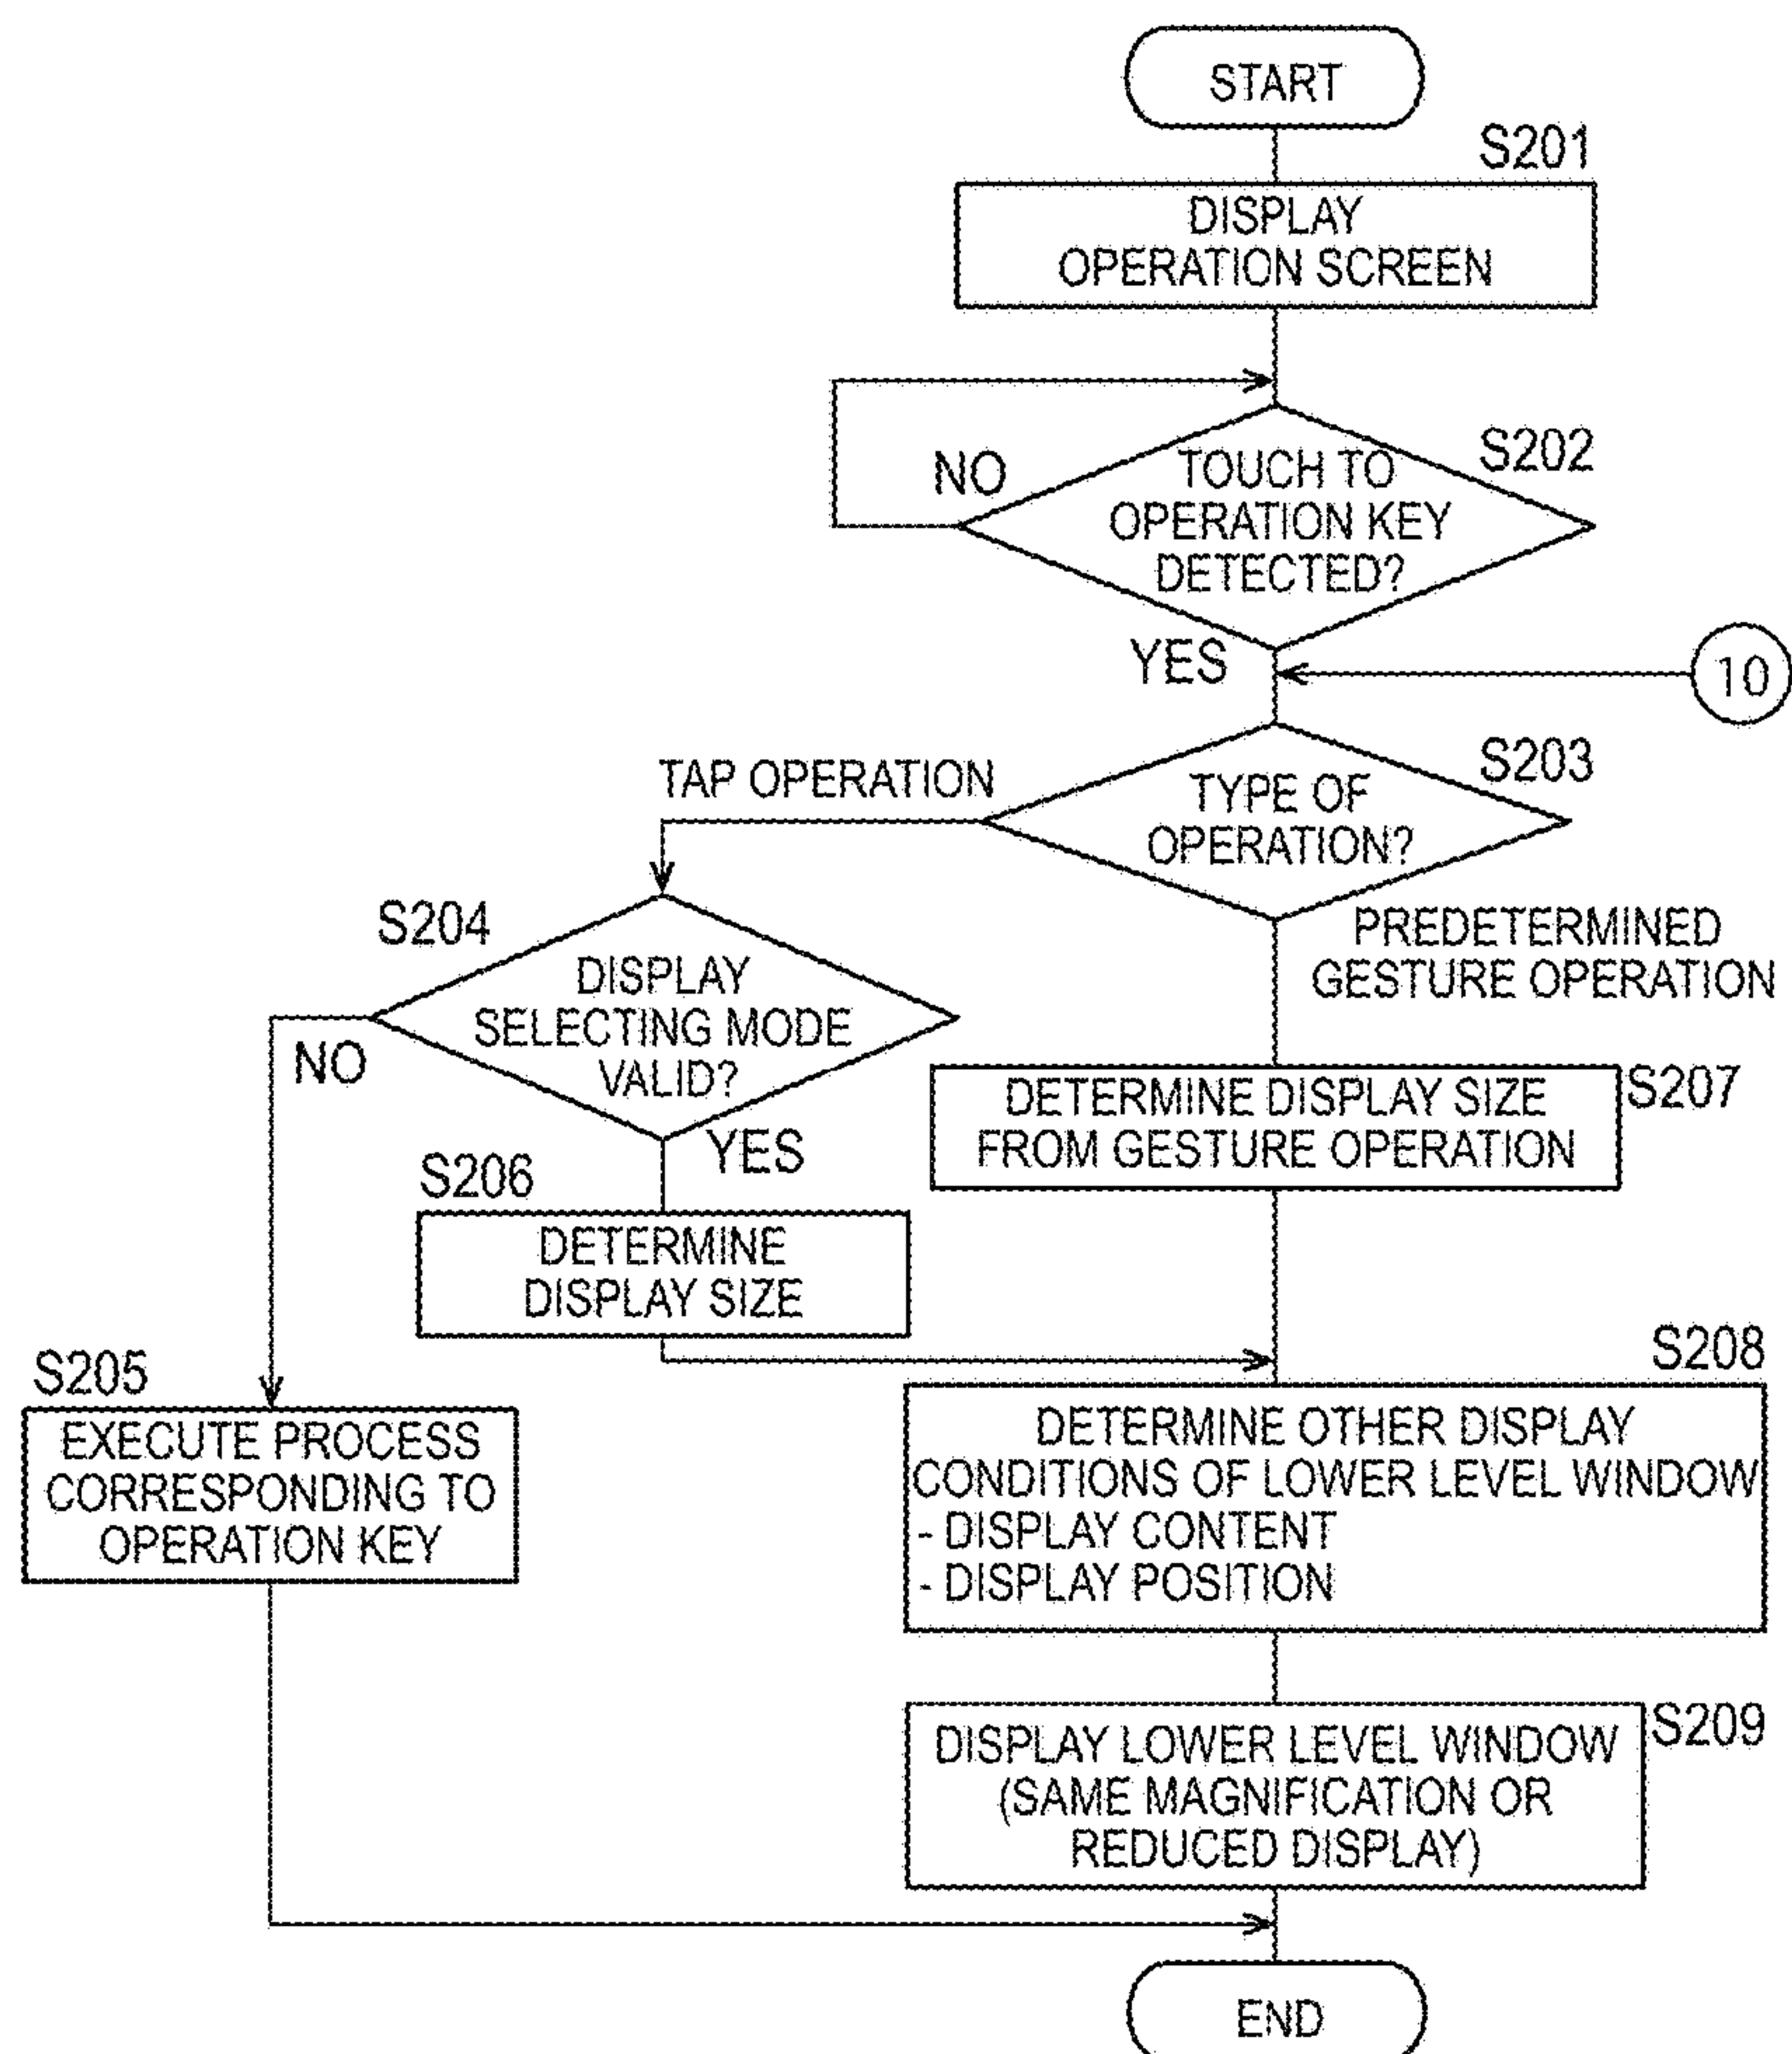 START
S201
DISPLAY
OPERATION SCREEN
S202
NO
TOUCH TO
OPERATION KEY
DETECTED?
YES
10
S203
TAP OPERATION
TYPE OF
OPERATION?
PREDETERMINED
GESTURE OPERATION
S204
DISPLAY
SELECTING MODE
VALID?
NO
YES
S207
DETERMINE DISPLAY SIZE
FROM GESTURE OPERATION
S206
DETERMINE
DISPLAY SIZE
S205
EXECUTE PROCESS
CORRESPONDING TO
OPERATION KEY
S208
DETERMINE OTHER DISPLAY
CONDITIONS OF LOWER LEVEL WINDOW
- DISPLAY CONTENT
- DISPLAY POSITION
S209
DISPLAY LOWER LEVEL WINDOW
(SAME MAGNIFICATION OR
REDUCED DISPLAY)
END